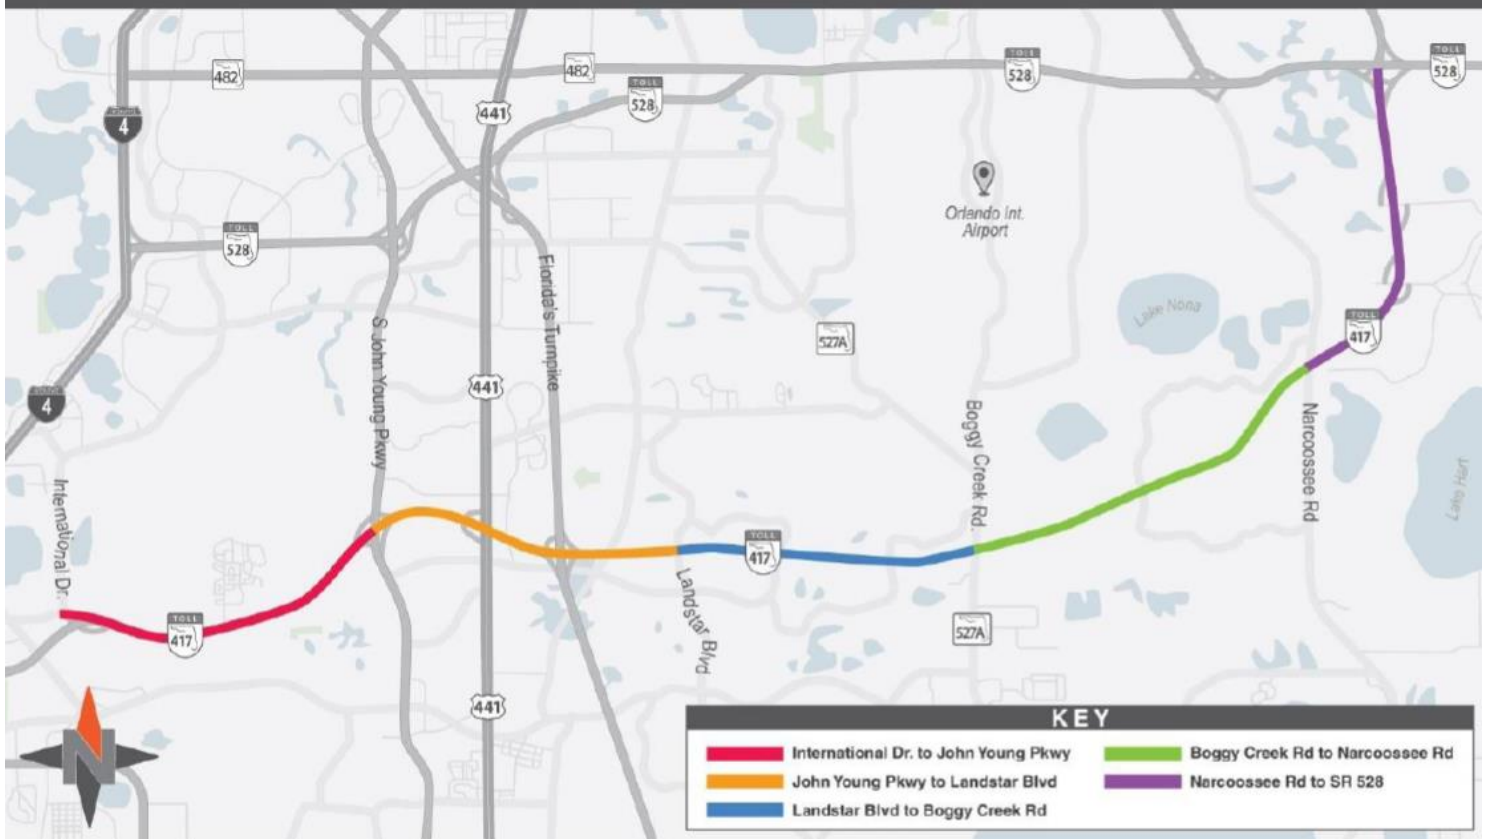 482
482
TOLL
528
TOLL
528
TOLL
528
441
4
Orlando Int.
Airport
TOLL
528
Florida's Turnpike
Lake Nona
TOLL
417
527A
S John Young Pkwy
441
4
Boggy Creek Rd.
Narcoossee Rd
Lake Hart
International Dr.
TOLL
417
Landstar Blvd
TOLL
417
527A
441
N
KEY
International Dr. to John Young Pkwy
John Young Pkwy to Landstar Blvd
Landstar Blvd to Boggy Creek Rd
Boggy Creek Rd to Narcoossee Rd
Narcoossee Rd to SR 528